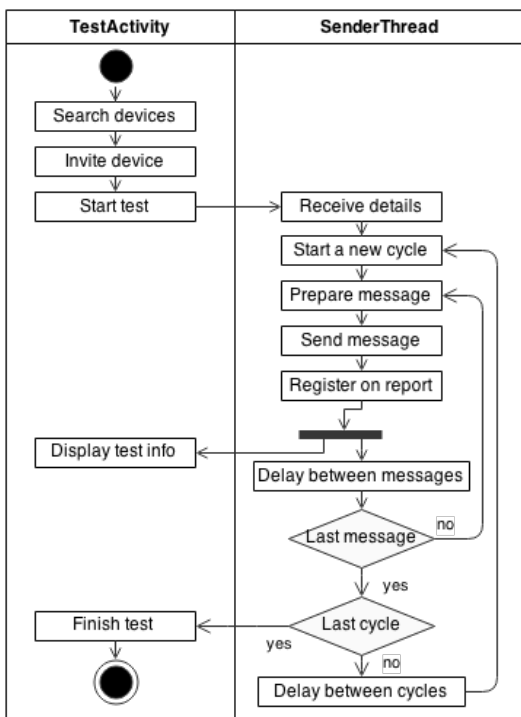 TestActivity
SenderThread
Search devices
Invite device
Start test
Receive details
Start a new cycle
Prepare message
Send message
Register on report
Display test info
Delay between messages
Last message
no
yes
Finish test
Last cycle
yes
no
Delay between cycles